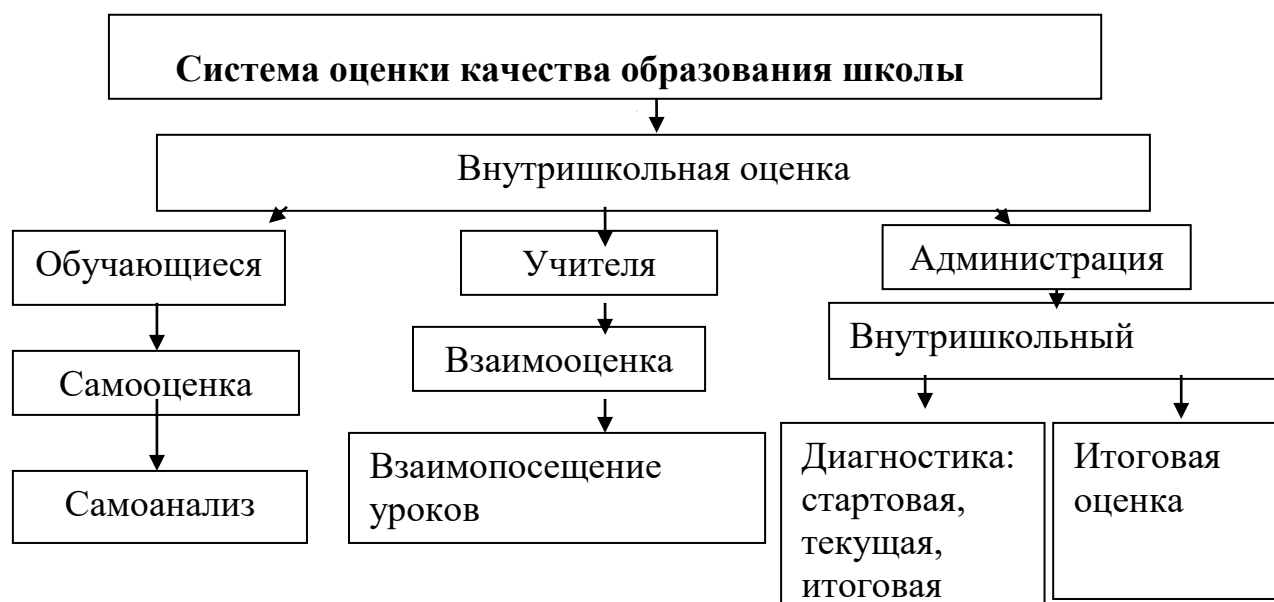 Система оценки качества образования школы
Внутришкольная оценка
Обучающиеся
Учителя
Администрация
Самооценка
Взаимооценка
Внутришкольный
Самоанализ
Взаимопосещение
уроков
Диагностика:
стартовая,
текущая,
итоговая
Итоговая
оценка